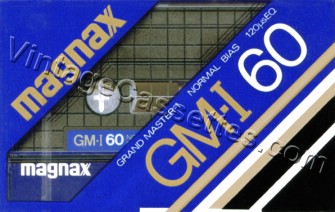 magnax
GM-I 60
magnax
GRAND MASTER I NORMAL BIAS 120µsEQ
GM-I 60
VintageCassettes.com